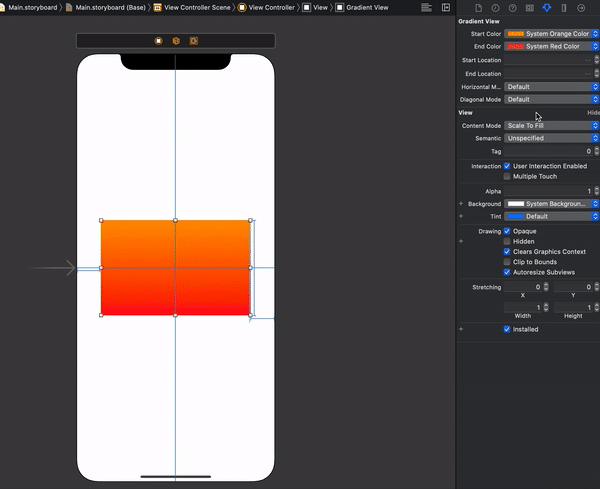 Main.storyboard 〉 Main.storyboard (Base) 〉 View Controller Scene 〉 View Controller 〉 View 〉 Gradient View
Gradient View
Start Color System Orange Color
End Color System Red Color
Start Location --
End Location --
Horizontal M... Default
Diagonal Mode Default
View Hide
Content Mode Scale To Fill
Semantic Unspecified
Tag 0
Interaction User Interaction Enabled
Multiple Touch
Alpha 1
+ Background System Backgroun...
+ Tint Default
Drawing Opaque
+ Hidden
Clears Graphics Context
Clip to Bounds
Autoresize Subviews
Stretching 0 0
X Y
1 1
Width Height
+ Installed